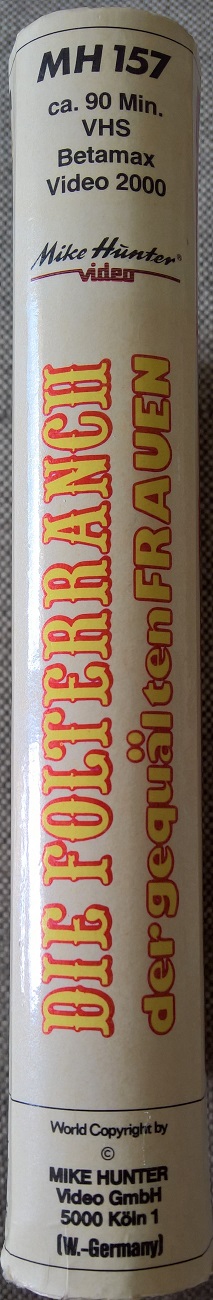 MH 157
ca. 90 Min.
VHS
Betamax
Video 2000
Mike Hunter®
video
DIE FOLTERRANCH
der gequälten FRAUEN
World Copyright by
©
MIKE HUNTER
Video GmbH
5000 Köln 1
(W.-Germany)